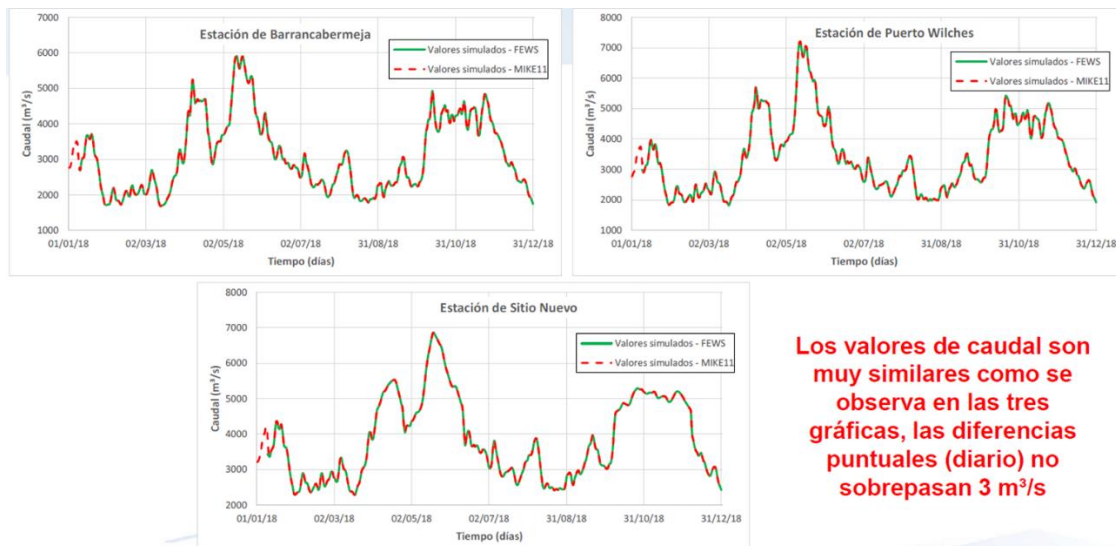 Estación de Barrancabermeja
Valores simulados - FEWS
Valores simulados - MIKE11
Caudal (m³/s)
7000
6000
5000
4000
3000
2000
1000
01/01/18 02/03/18 02/05/18 02/07/18 31/08/18 31/10/18 31/12/18
Tiempo (días)
Estación de Puerto Wilches
Valores simulados - FEWS
Valores simulados - MIKE11
Caudal (m³/s)
8000
7000
6000
5000
4000
3000
2000
1000
01/01/18 02/03/18 02/05/18 02/07/18 31/08/18 31/10/18 31/12/18
Tiempo (días)
Estación de Sitio Nuevo
Valores simulados - FEWS
Valores simulados - MIKE11
Caudal (m³/s)
8000
7000
6000
5000
4000
3000
2000
01/01/18 02/03/18 02/05/18 02/07/18 31/08/18 31/10/18 31/12/18
Tiempo (días)
Los valores de caudal son
muy similares como se
observa en las tres
gráficas, las diferencias
puntuales (diario) no
sobrepasan 3 m³/s